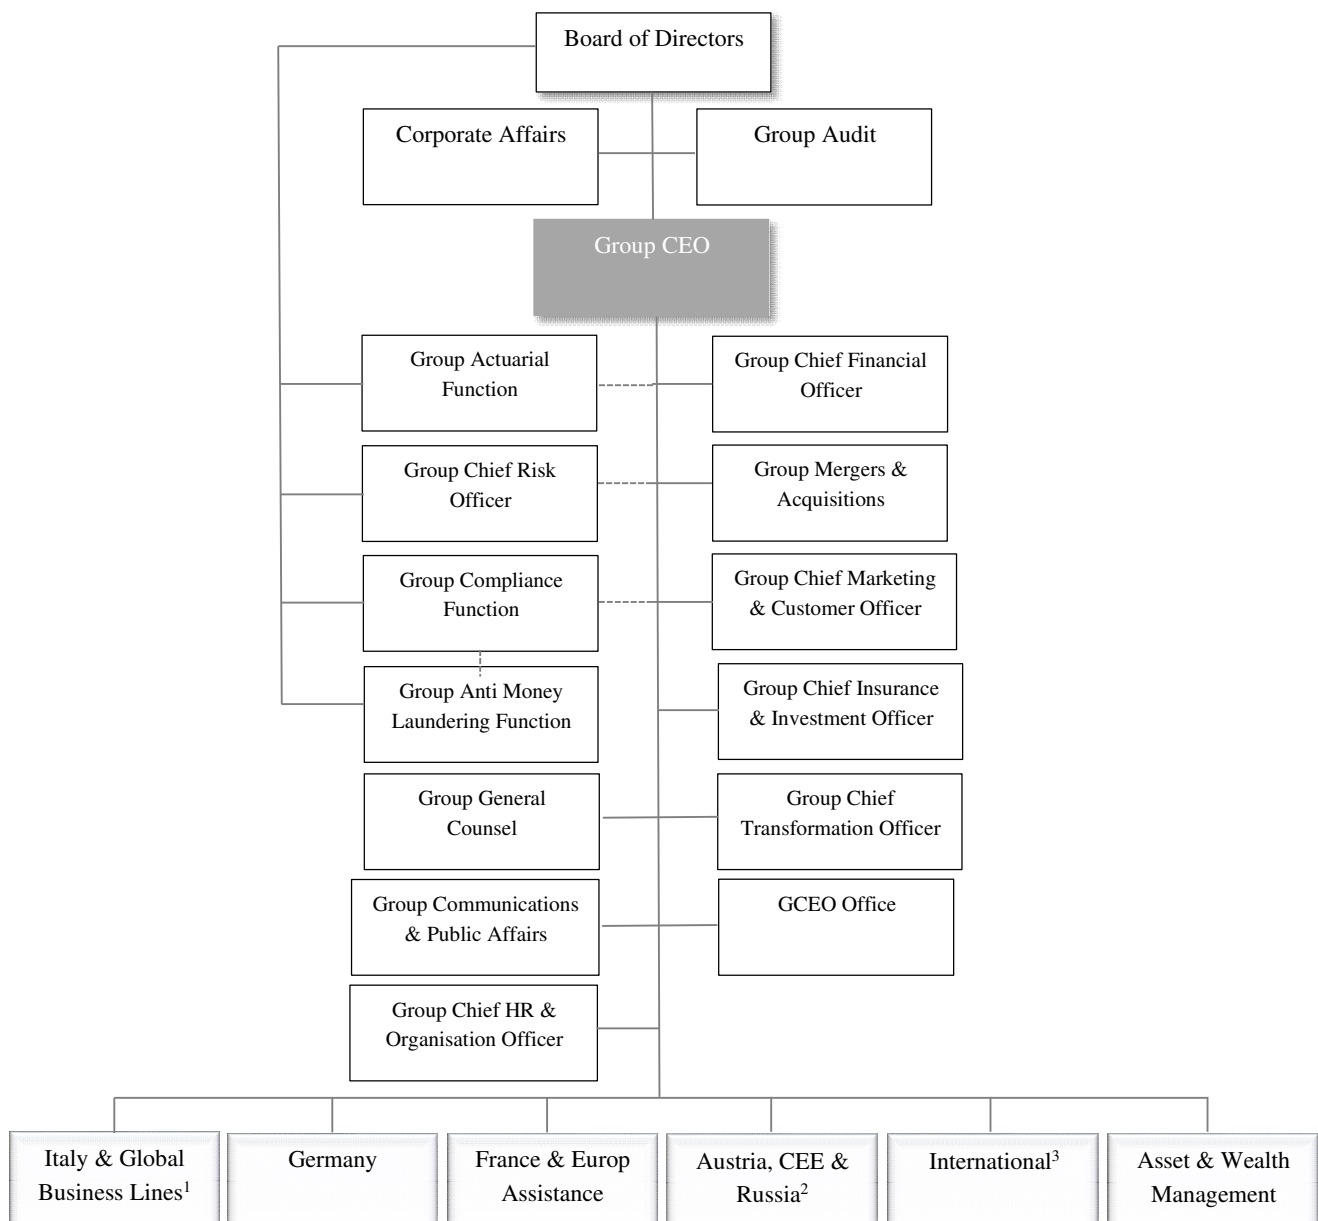 Board of Directors
Corporate Affairs
Group Audit
Group CEO
Group Actuarial
Function
Group Chief Financial
Officer
Group Chief Risk
Officer
Group Mergers &
Acquisitions
Group Compliance
Function
Group Chief Marketing
& Customer Officer
Group Anti Money
Laundering Function
Group Chief Insurance
& Investment Officer
Group General
Counsel
Group Chief
Transformation Officer
Group Communications
& Public Affairs
GCEO Office
Group Chief HR &
Organisation Officer
Italy & Global
Business Lines¹
Germany
France & Europ
Assistance
Austria, CEE &
Russia²
International³
Asset & Wealth
Management